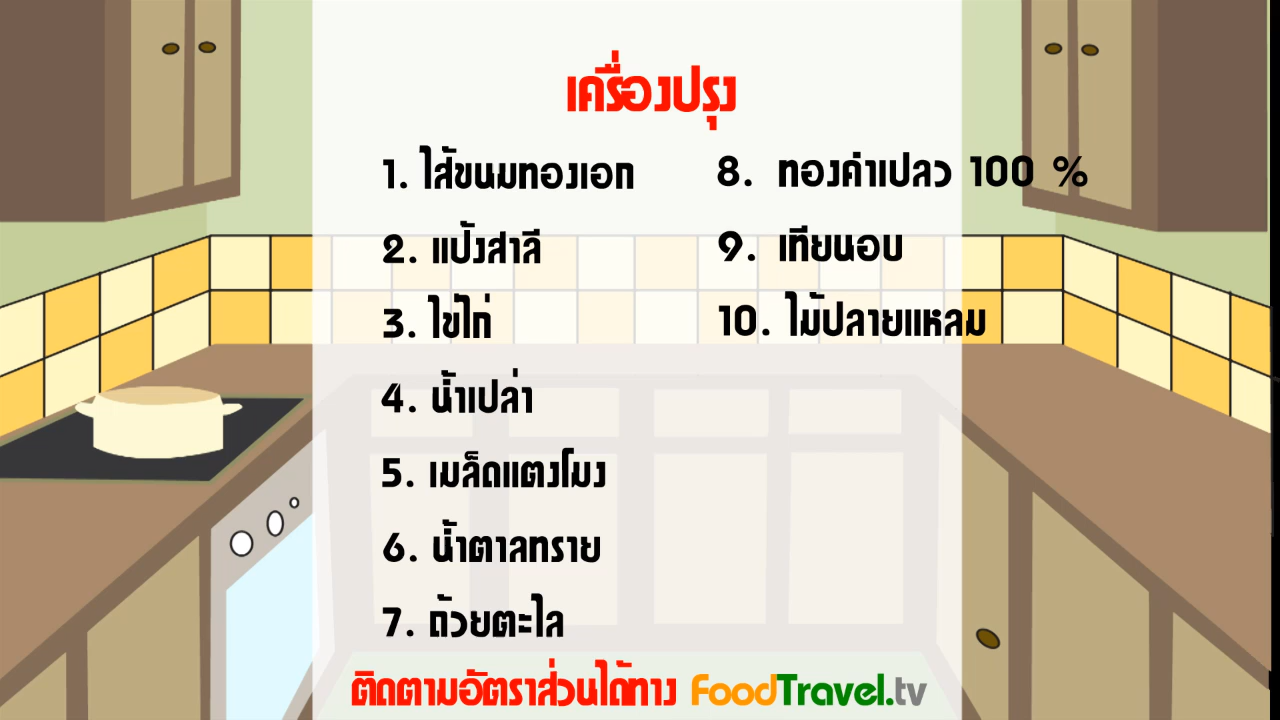 เครื่องปรุง
1. ไส้ขนมทองเอก
2. แป้งสาลี
3. ไข่ไก่
4. น้ำเปล่า
5. เมล็ดแตงโมง
6. น้ำตาลทราย
7. ถ้วยตะไล
8. ทองคำเปลว 100 %
9. เทียนอบ
10. ไม้ปลายแหลม
ติดตามอัตราส่วนได้ทาง FoodTravel.tv